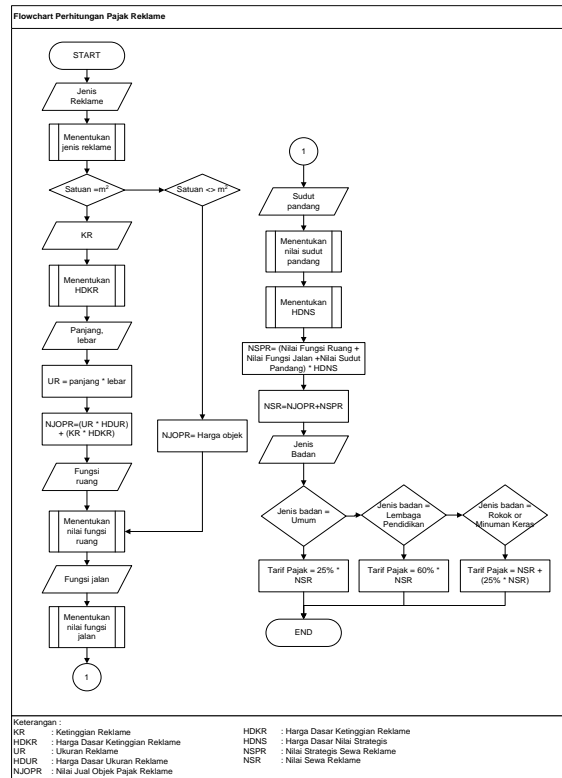 Flowchart Perhitungan Pajak Reklame
START
Jenis
Reklame
Menentukan
jenis reklame
Satuan =m²
Satuan <> m²
KR
Menentukan
HDKR
Panjang,
lebar
UR = panjang * lebar
NJOPR=(UR * HDUR)
+ (KR * HDKR)
NJOPR= Harga objek
Fungsi
ruang
Menentukan
nilai fungsi
ruang
Fungsi jalan
Menentukan
nilai fungsi
jalan
1
1
Sudut
pandang
Menentukan
nilai sudut
pandang
Menentukan
HDNS
NSPR= (Nilai Fungsi Ruang +
Nilai Fungsi Jalan +Nilai Sudut
Pandang) * HDNS
NSR=NJOPR+NSPR
Jenis
Badan
Jenis badan =
Umum
Jenis badan =
Lembaga
Pendidikan
Jenis badan =
Rokok or
Minuman Keras
Tarif Pajak = 25% *
NSR
Tarif Pajak = 60% *
NSR
Tarif Pajak = NSR +
(25% * NSR)
END
Keterangan :
KR : Ketinggian Reklame
HDKR : Harga Dasar Ketinggian Reklame
UR : Ukuran Reklame
HDUR : Harga Dasar Ukuran Reklame
NJOPR : Nilai Jual Objek Pajak Reklame
HDKR : Harga Dasar Ketinggian Reklame
HDNS : Harga Dasar Nilai Strategis
NSPR : Nilai Strategis Sewa Reklame
NSR : Nilai Sewa Reklame